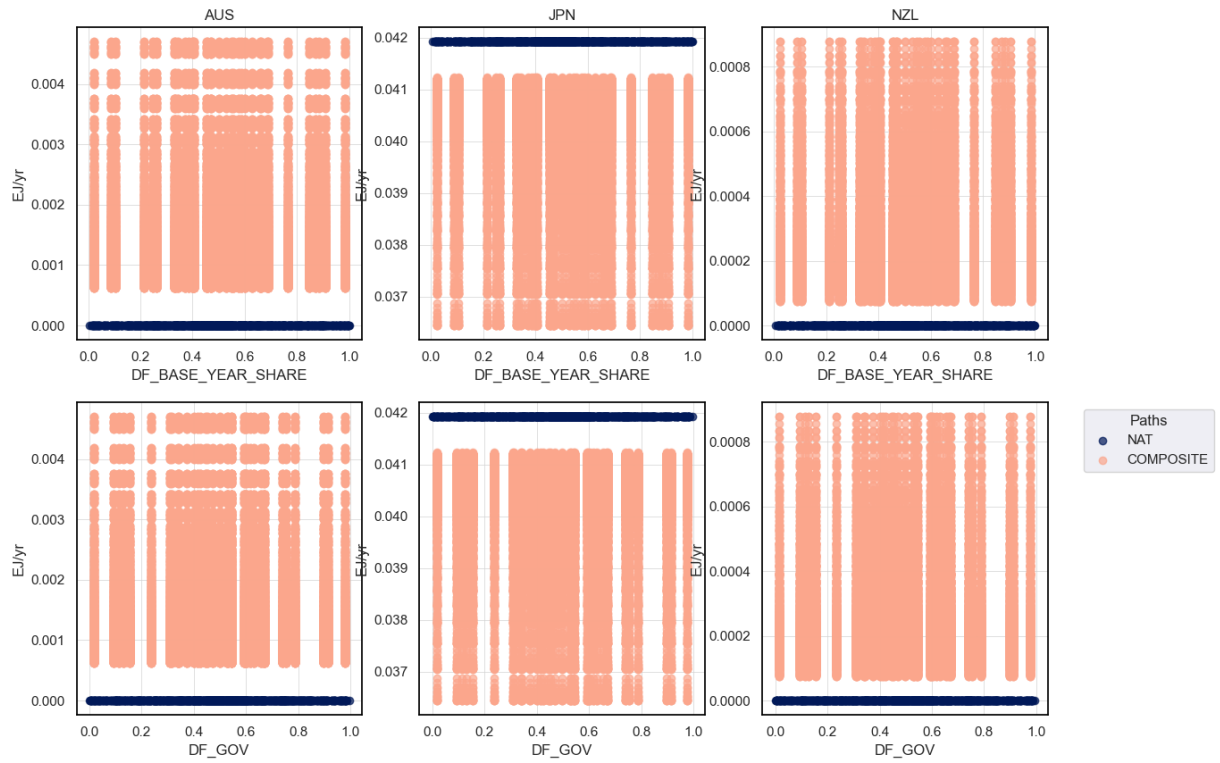 AUS
JPN
NZL
0.004
0.003
0.002
0.001
0.000
EJ/yr
0.0 0.2 0.4 0.6 0.8 1.0
DF_BASE_YEAR_SHARE
0.042
0.041
0.040
0.039
0.038
0.037
EJ/yr
0.0 0.2 0.4 0.6 0.8 1.0
DF_BASE_YEAR_SHARE
0.0008
0.0006
0.0004
0.0002
0.0000
EJ/yr
0.0 0.2 0.4 0.6 0.8 1.0
DF_BASE_YEAR_SHARE
0.004
0.003
0.002
0.001
0.000
EJ/yr
0.0 0.2 0.4 0.6 0.8 1.0
DF_GOV
0.042
0.041
0.040
0.039
0.038
0.037
EJ/yr
0.0 0.2 0.4 0.6 0.8 1.0
DF_GOV
0.0008
0.0006
0.0004
0.0002
0.0000
EJ/yr
0.0 0.2 0.4 0.6 0.8 1.0
DF_GOV
Paths
NAT
COMPOSITE